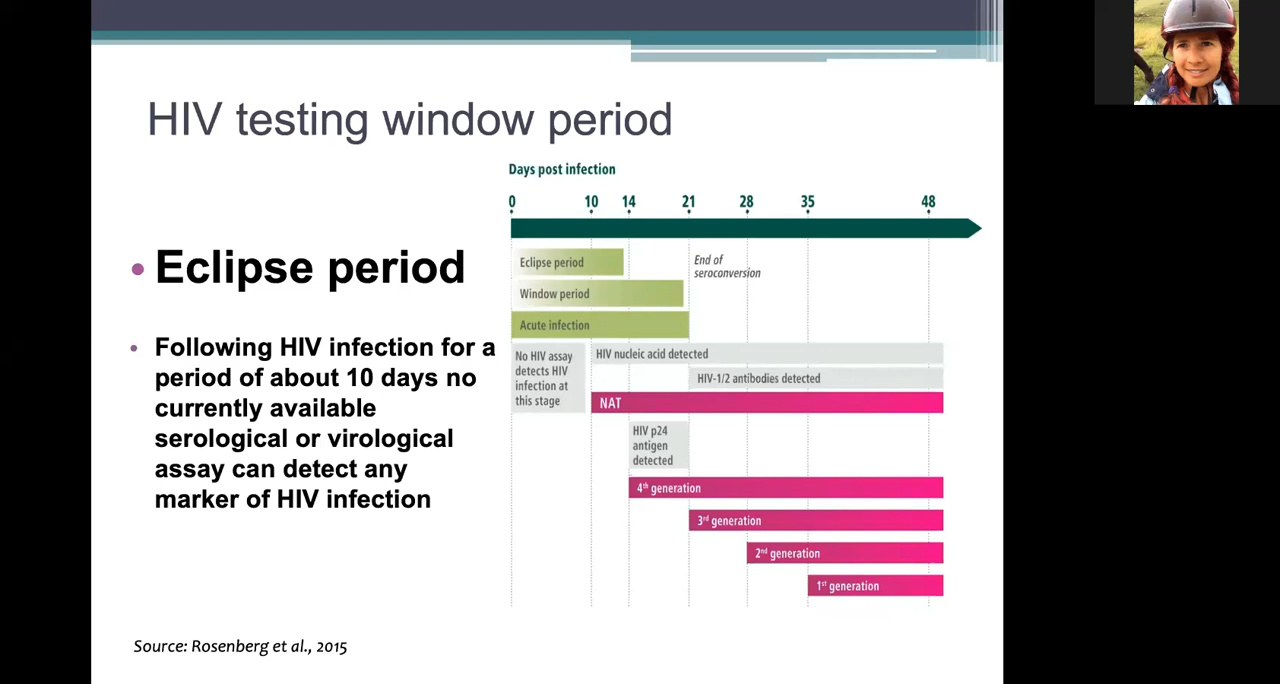 HIV testing window period
Days post infection
0 10 14 21 28 35 48
• Eclipse period
Eclipse period
End of
seroconversion
Window period
Acute infection
• Following HIV infection for a
period of about 10 days no
currently available
serological or virological
assay can detect any
marker of HIV infection
No HIV assay
detects HIV
infection at
this stage
HIV nucleic acid detected
HIV-1/2 antibodies detected
NAT
HIV p24
antigen
detected
4th generation
3rd generation
2nd generation
1st generation
Source: Rosenberg et al., 2015